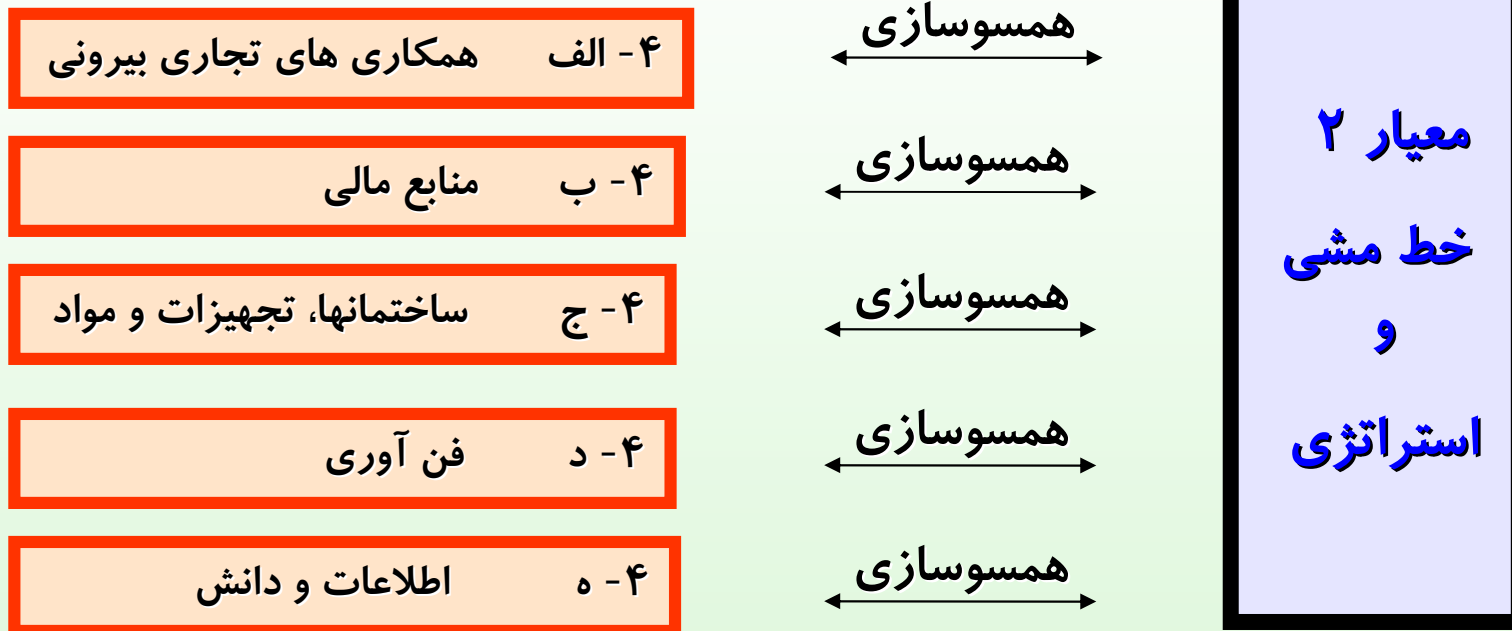 معیار ۲
خط مشی
و
استراتژی
همسوسازی
۴- الف همکاری های تجاری بیرونی
همسوسازی
۴- ب منابع مالی
همسوسازی
۴- ج ساختمانها، تجهیزات و مواد
همسوسازی
۴- د فن آوری
همسوسازی
۴- ه اطلاعات و دانش